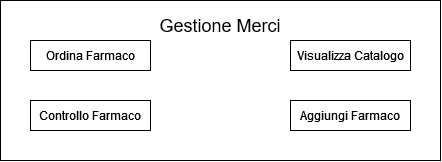 Gestione Merci
Ordina Farmaco
Visualizza Catalogo
Controllo Farmaco
Aggiungi Farmaco